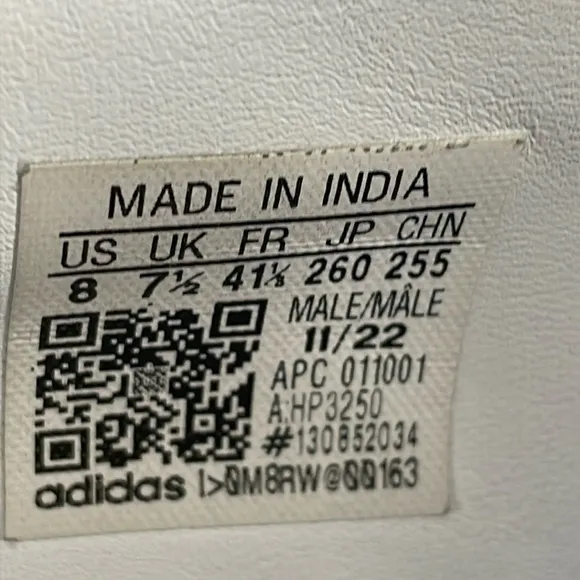 MADE IN INDIA
US UK FR JP CHN
8 7½ 41⅓ 260 255
MALE/MÂLE
11/22
APC 011001
A:HP3250
#130852034
adidas